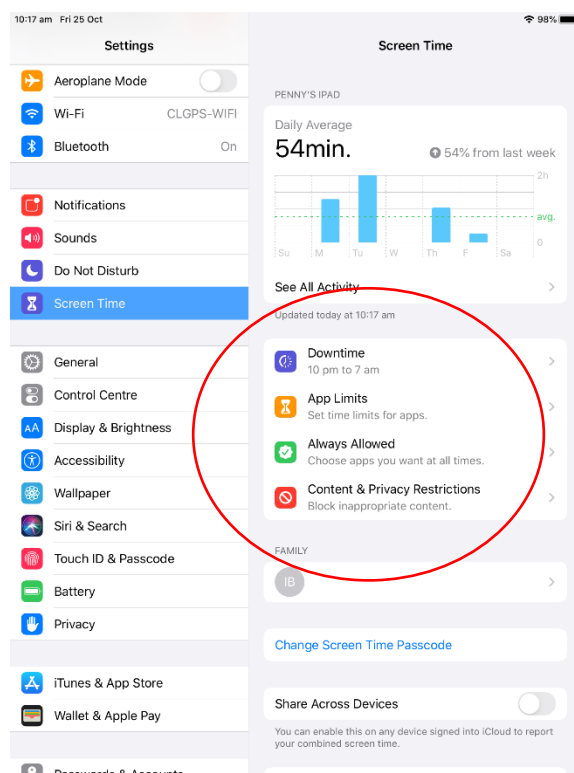 10:17 am Fri 25 Oct
98%
Settings
Aeroplane Mode
Wi-Fi CLGPS-WIFI
Bluetooth On
Notifications
Sounds
Do Not Disturb
Screen Time
General
Control Centre
AA Display & Brightness
Accessibility
Wallpaper
Siri & Search
Touch ID & Passcode
Battery
Privacy
iTunes & App Store
Wallet & Apple Pay
Passwords & Accounts
Screen Time
PENNY'S IPAD
Daily Average
54min.
54% from last week
2h
avg.
0
Su M Tu W Th F Sa
See All Activity
Updated today at 10:17 am
Downtime
10 pm to 7 am
App Limits
Set time limits for apps.
Always Allowed
Choose apps you want at all times.
Content & Privacy Restrictions
Block inappropriate content.
FAMILY
IB
Change Screen Time Passcode
Share Across Devices
You can enable this on any device signed into iCloud to report
your combined screen time.